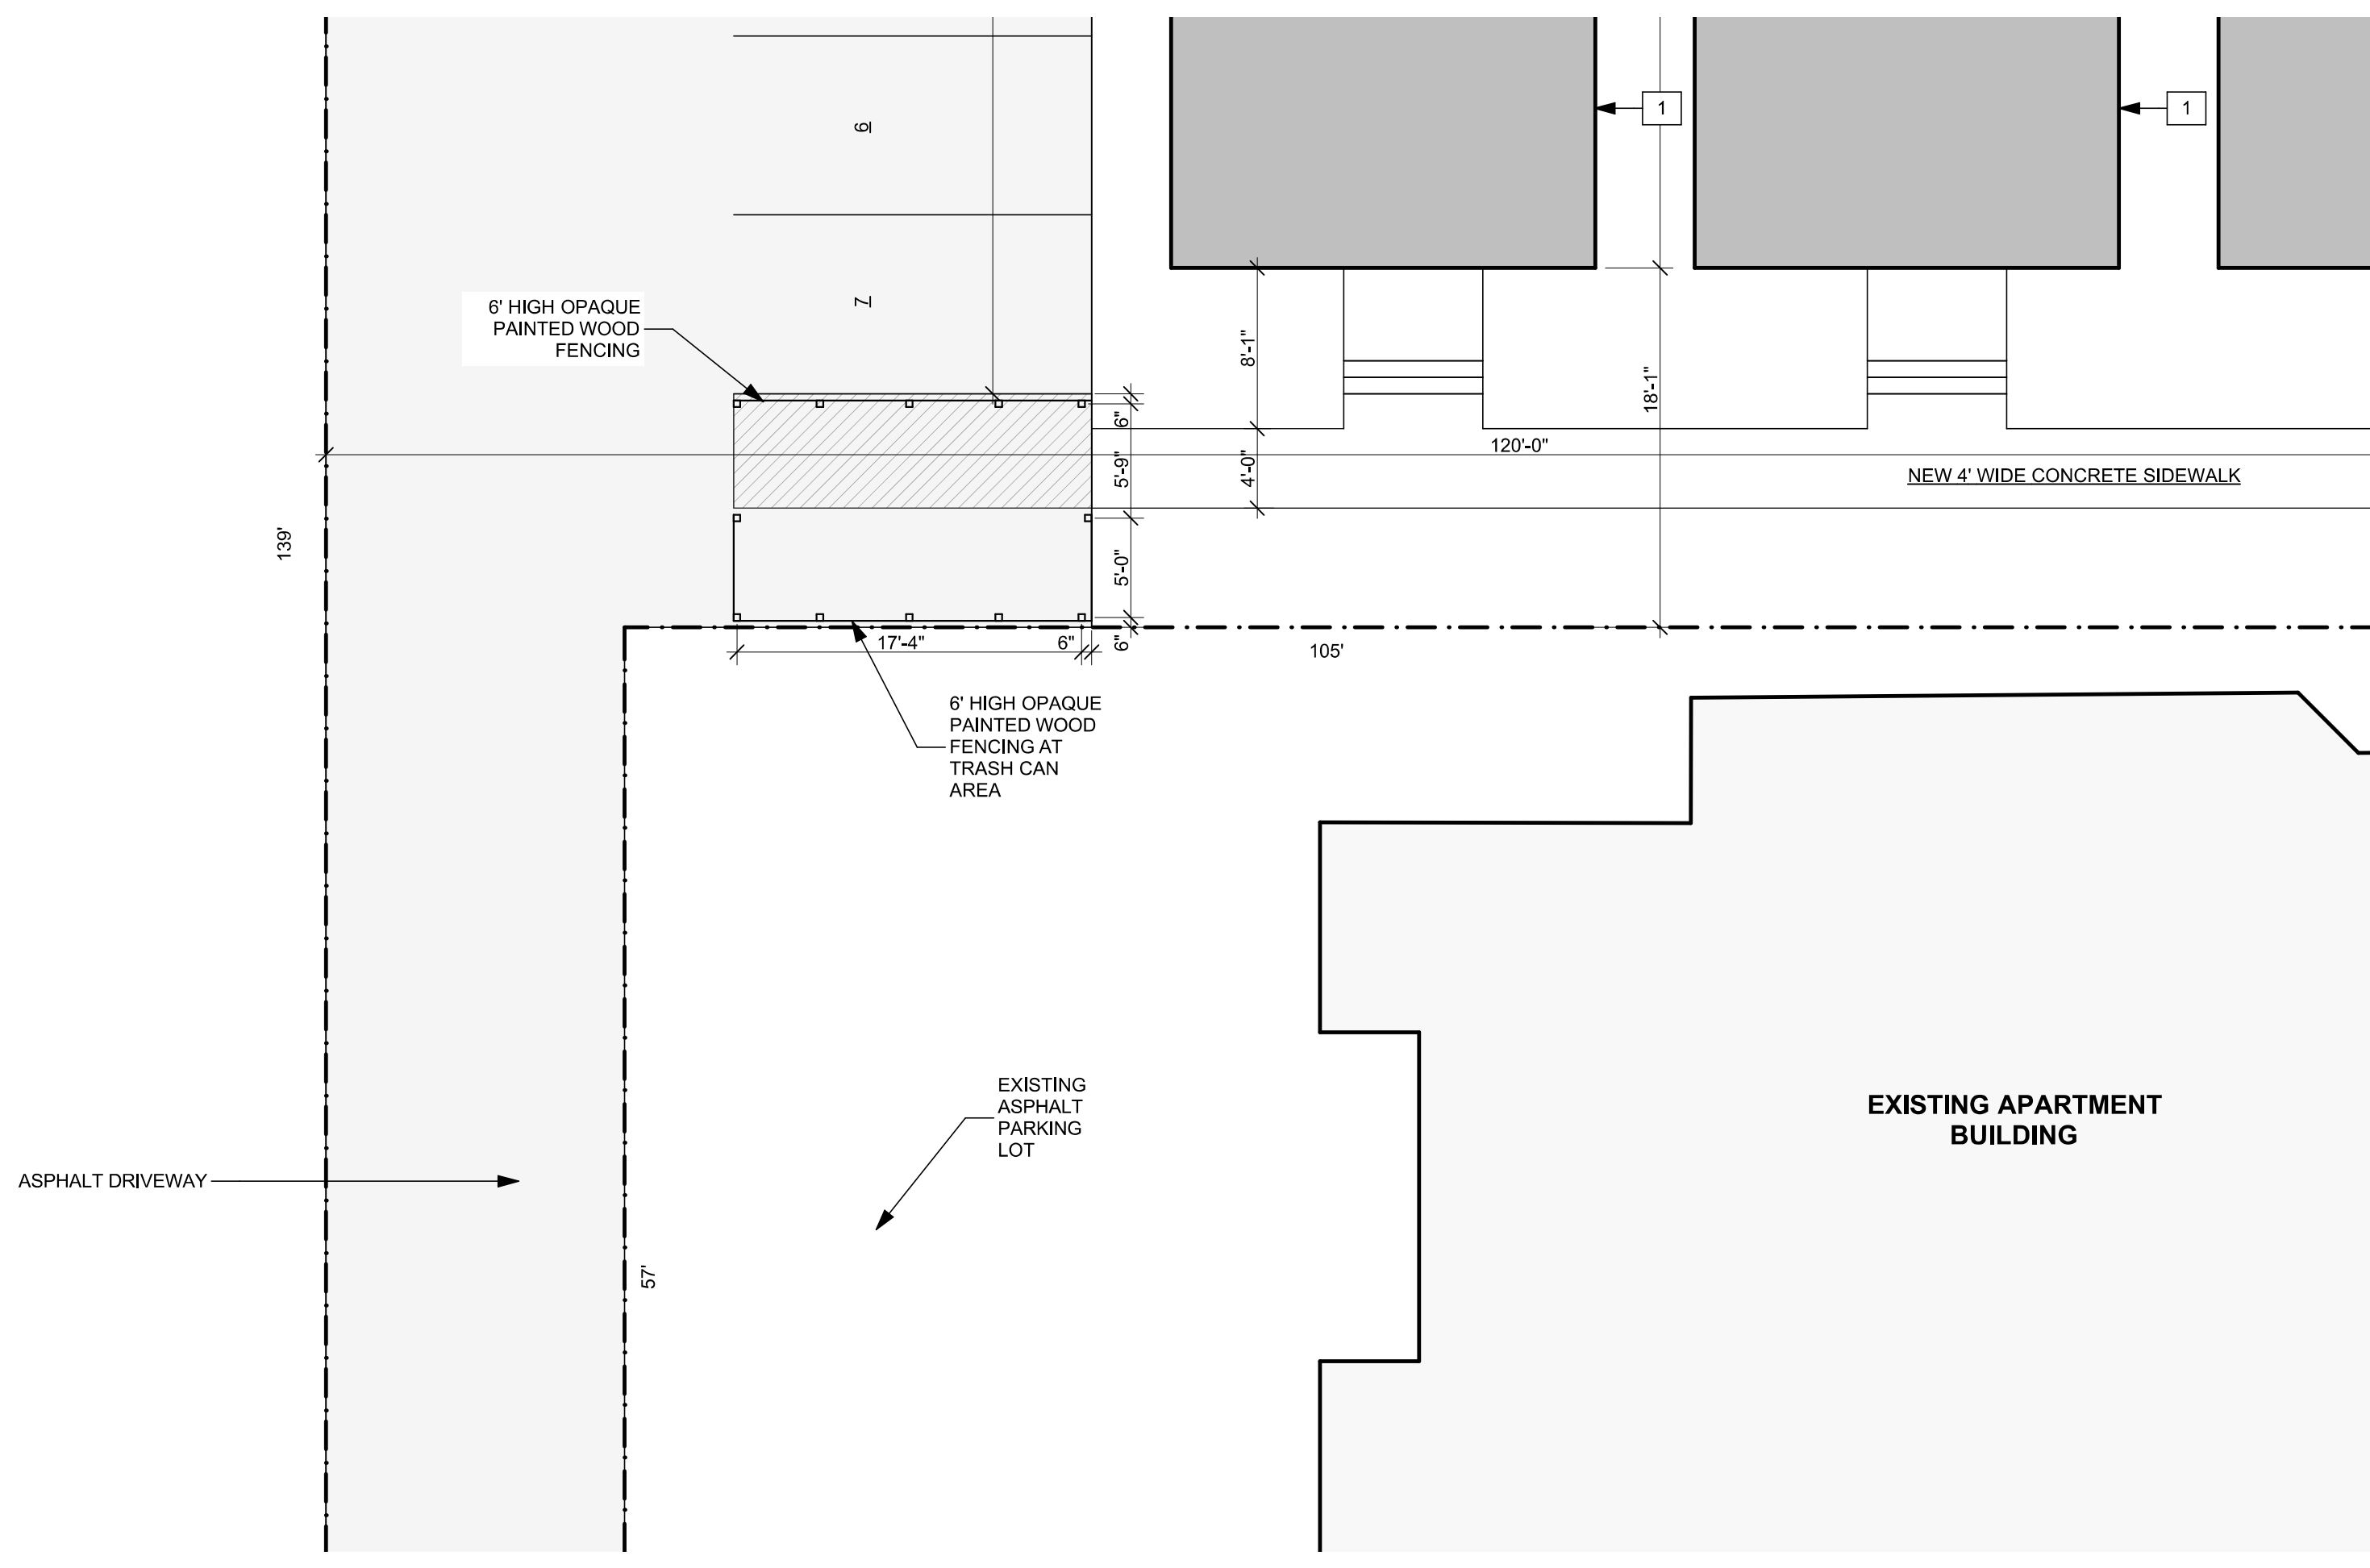 6
1
1
7
6' HIGH OPAQUE
PAINTED WOOD
FENCING
8'-1"
18'-1"
6"
120'-0"
5'-9"
4'-0"
NEW 4' WIDE CONCRETE SIDEWALK
139'
5'-0"
17'-4"
6"
6"
105'
6' HIGH OPAQUE
PAINTED WOOD
FENCING AT
TRASH CAN
AREA
EXISTING
ASPHALT
PARKING
LOT
EXISTING APARTMENT
BUILDING
ASPHALT DRIVEWAY
57'